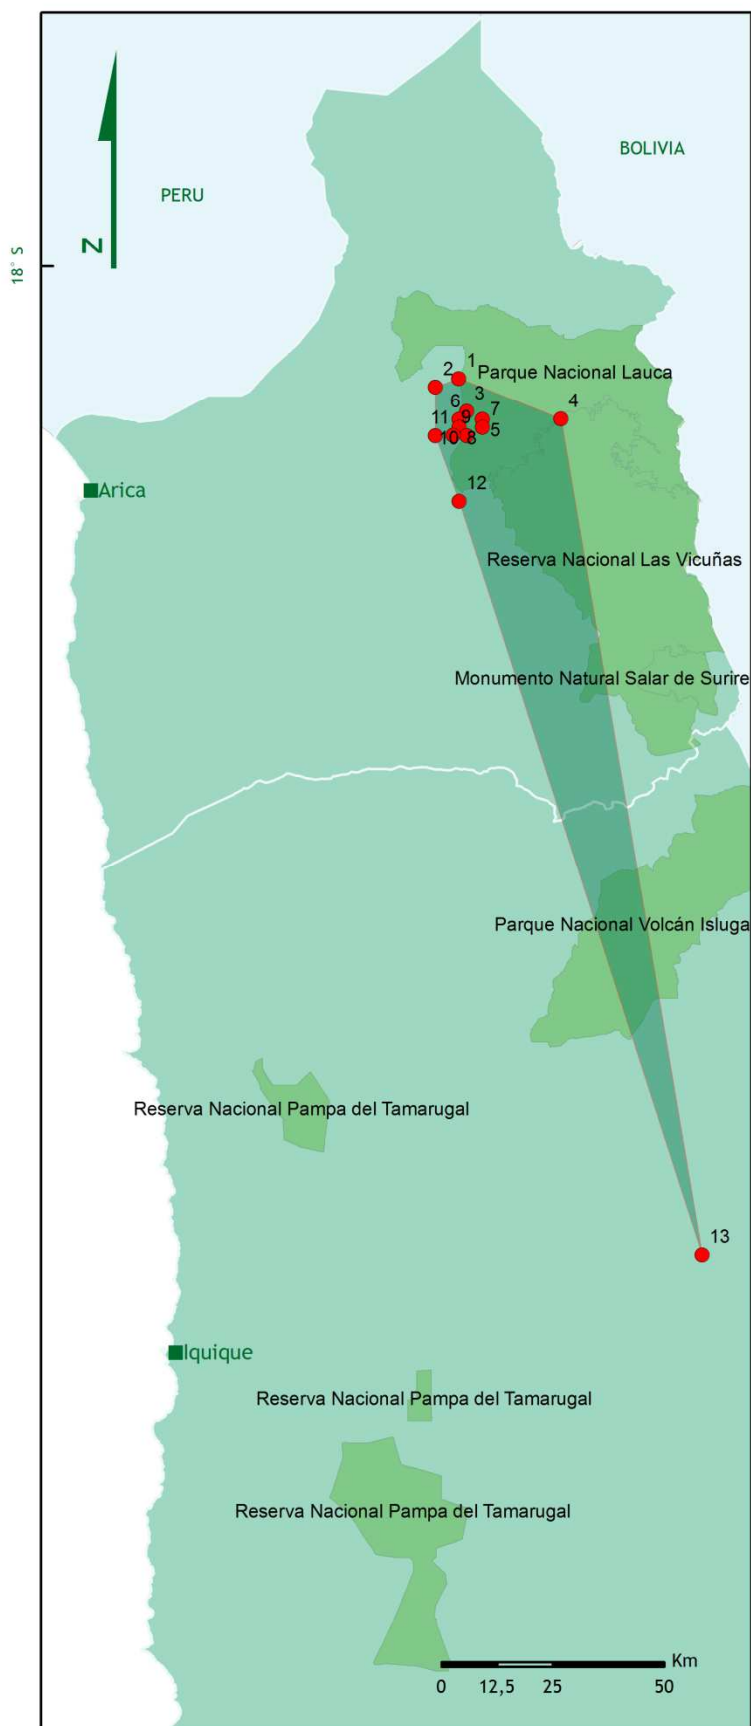 BOLIVIA
PERU
N
18° S
1
2
Parque Nacional Lauca
3
4
6
7
11
9
5
10
8
12
Arica
Reserva Nacional Las Vicuñas
Monumento Natural Salar de Surire
Parque Nacional Volcán Isluga
Reserva Nacional Pampa del Tamarugal
13
Iquique
Reserva Nacional Pampa del Tamarugal
Reserva Nacional Pampa del Tamarugal
Km
0 12,5 25 50